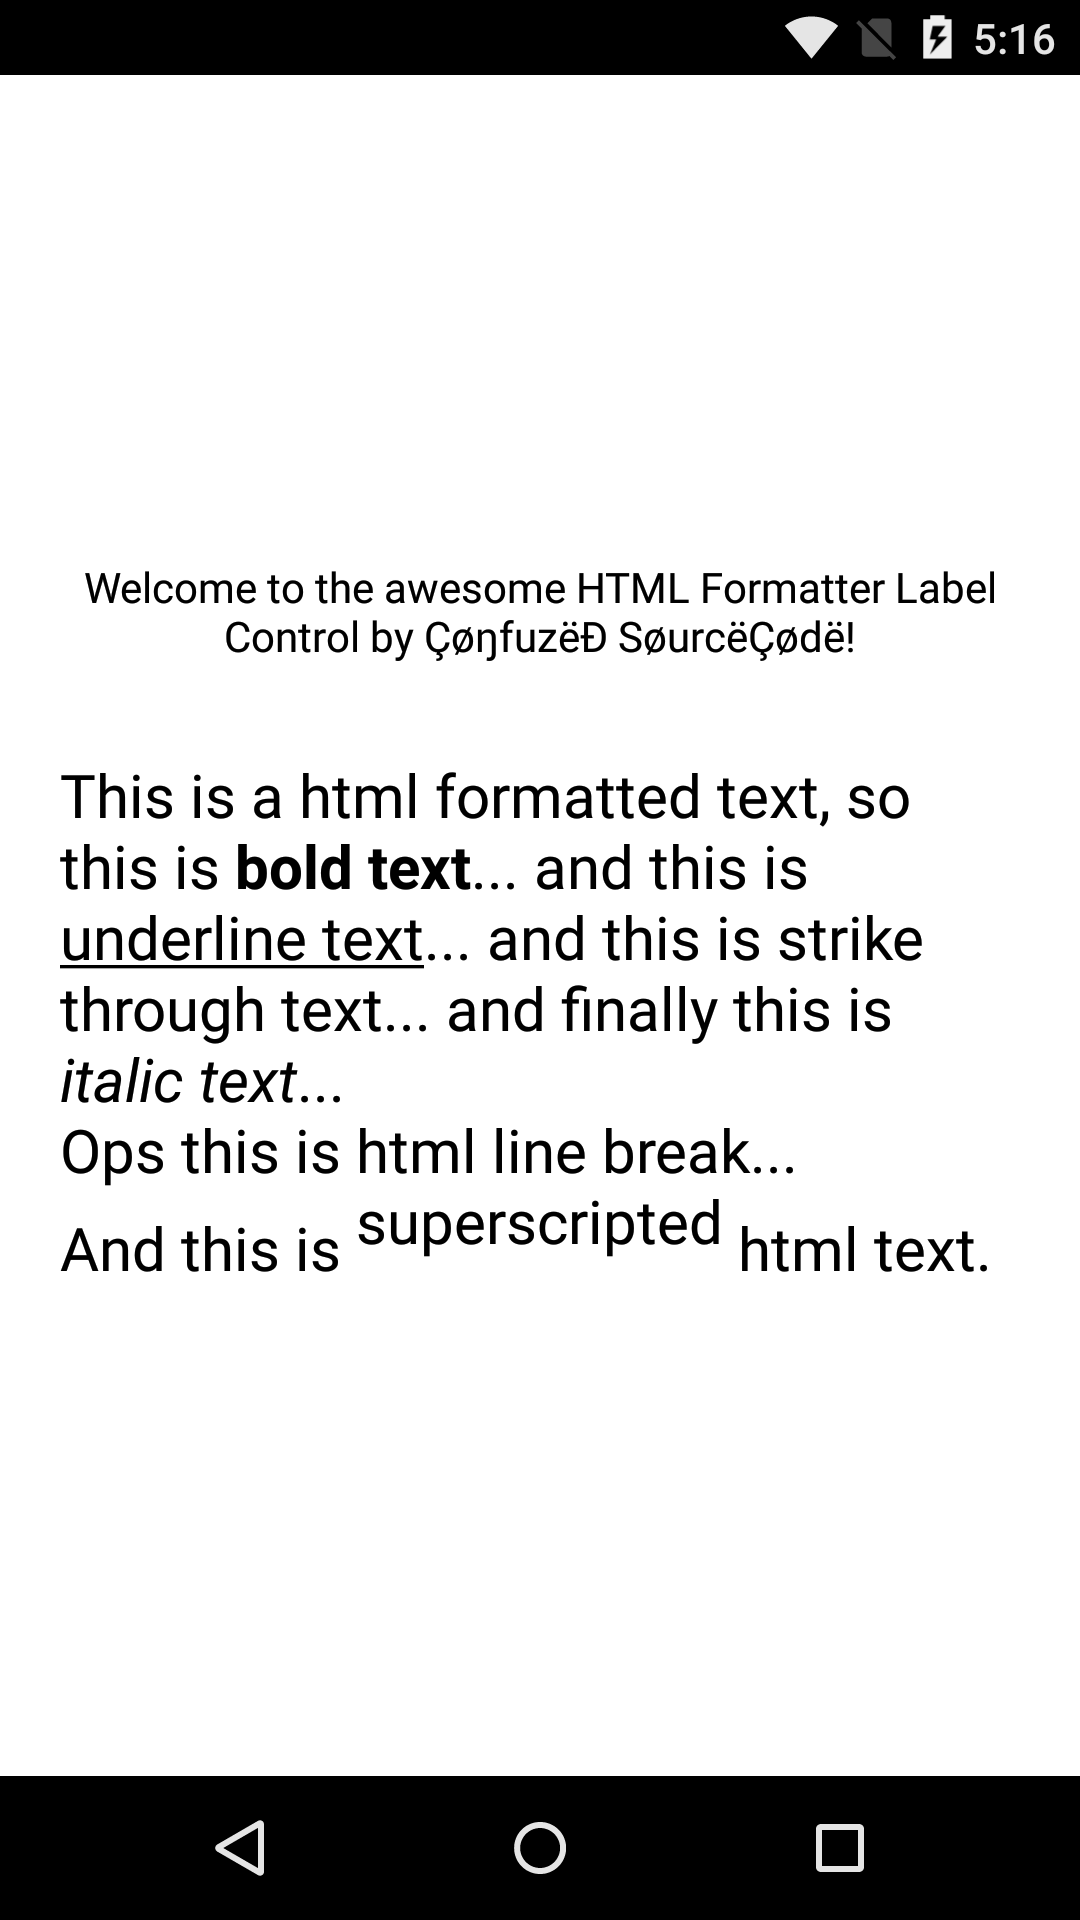 5:16
Welcome to the awesome HTML Formatter Label
Control by ÇøŋfuzëÐ SøurcëÇødë!
This is a html formatted text, so
this is bold text... and this is
underline text... and this is strike
through text... and finally this is
italic text...
Ops this is html line break...
And this is superscripted html text.